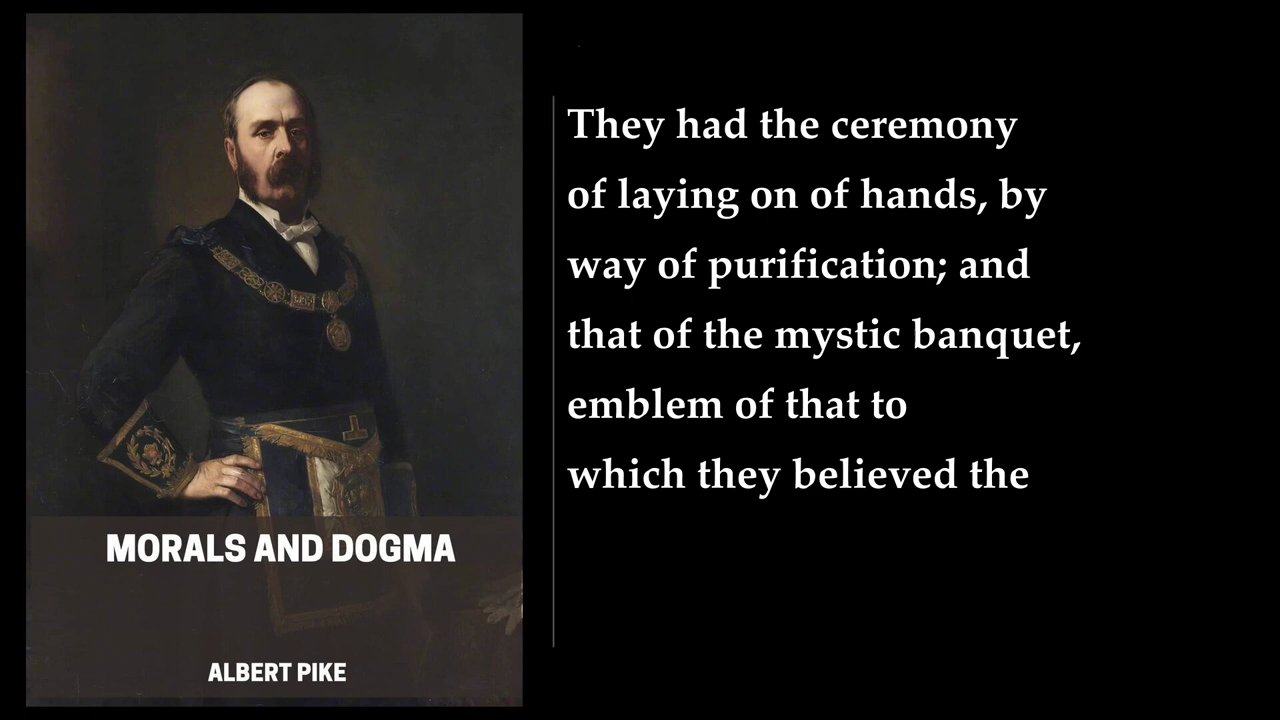 They had the ceremony
of laying on of hands, by
way of purification; and
that of the mystic banquet,
emblem of that to
which they believed the
MORALS AND DOGMA
ALBERT PIKE